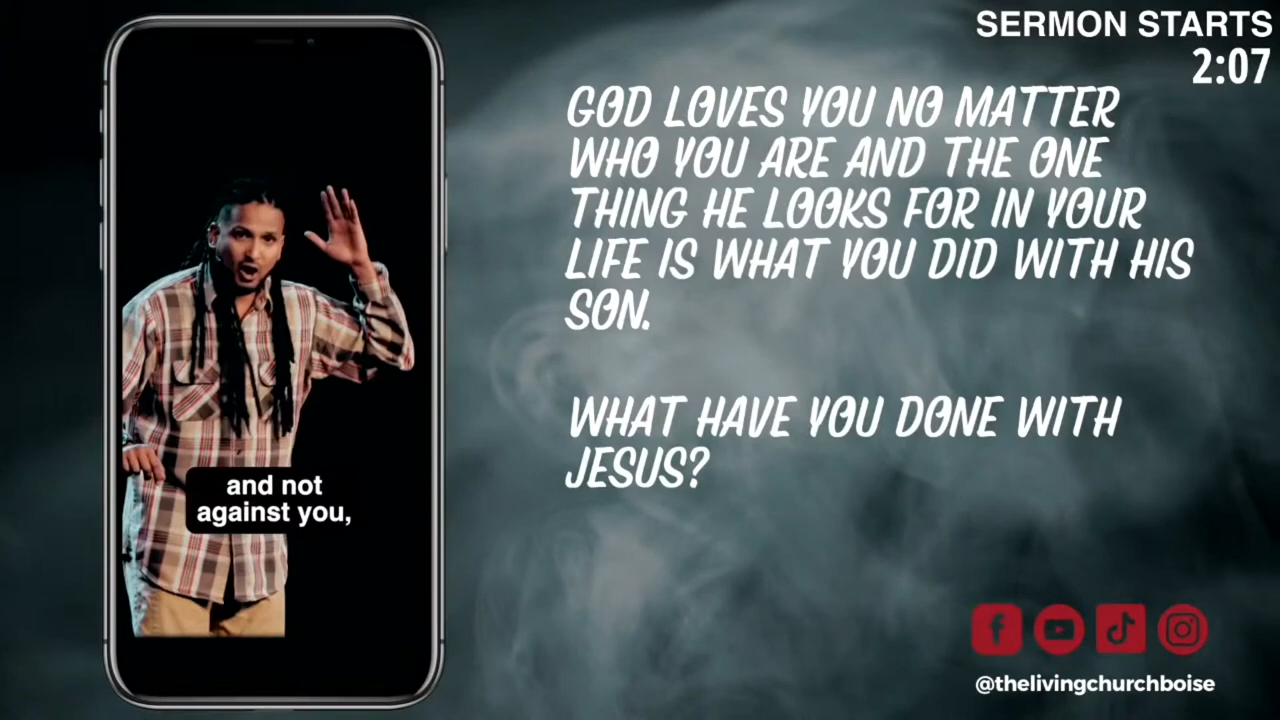 SERMON STARTS
2:07
GOD LOVES YOU NO MATTER
WHO YOU ARE AND THE ONE
THING HE LOOKS FOR IN YOUR
LIFE IS WHAT YOU DID WITH HIS
SON.
WHAT HAVE YOU DONE WITH
JESUS?
and not
against you,
@thelivingchurchboise